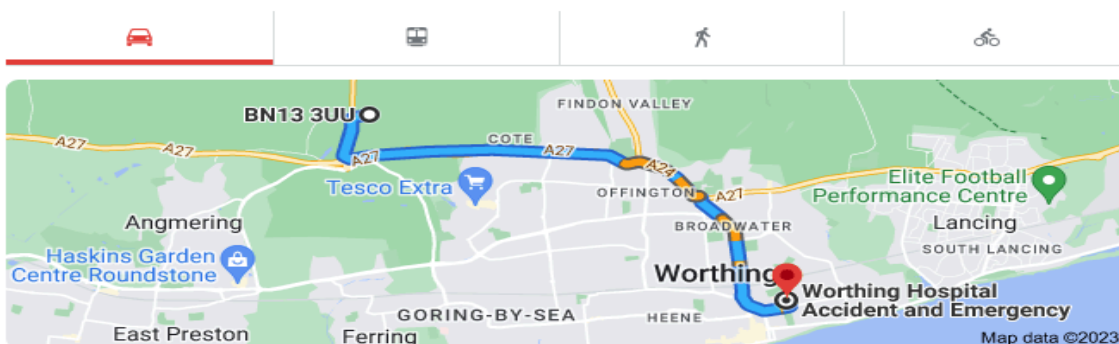 FINDON VALLEY
BN13 3UU
COTE
A27
A27
A27
A27
A24
Tesco Extra
OFFINGTON
A27
Elite Football
Performance Centre
Angmering
BROADWATER
Lancing
SOUTH LANCING
Haskins Garden
Centre Roundstone
Worthing
Worthing Hospital
Accident and Emergency
GORING-BY-SEA
HEENE
East Preston
Ferring
Map data ©2023